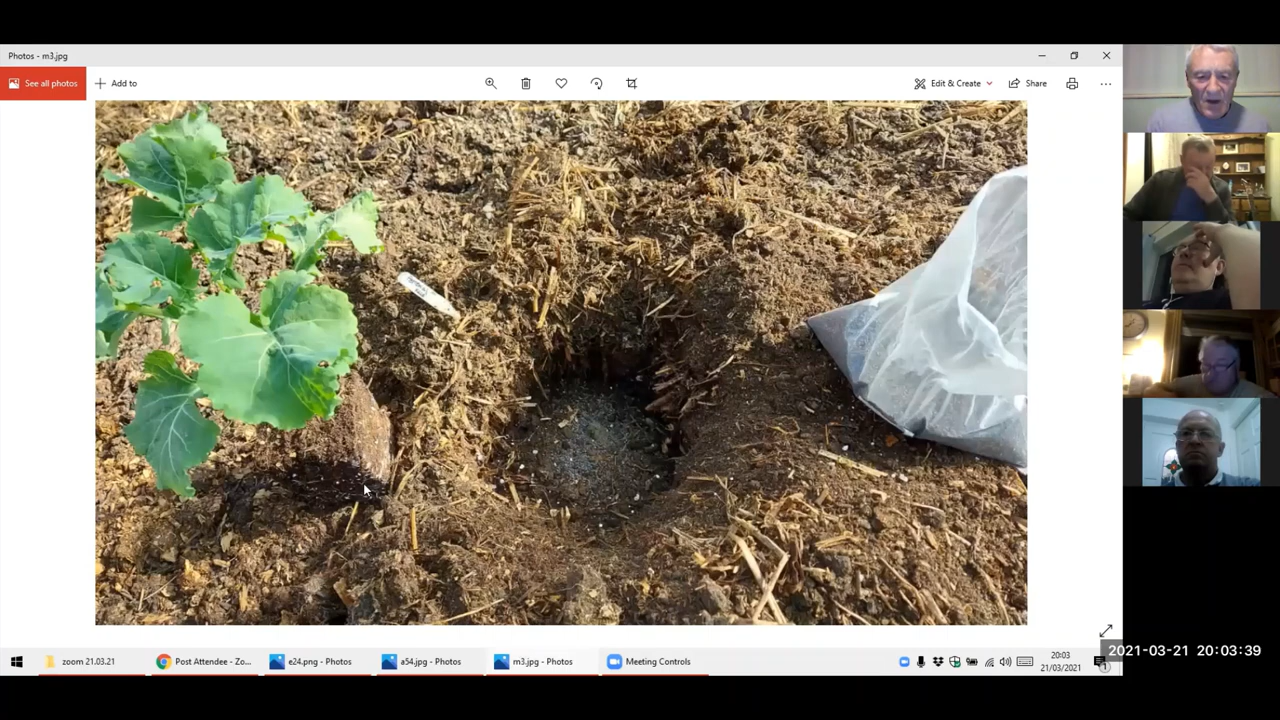 Photos - m3.jpg
See all photos
Add to
Edit & Create
Share
zoom 21.03.21
Post Attendee - Zo...
e24.png - Photos
a54.jpg - Photos
m3.jpg - Photos
Meeting Controls
20:03
21/03/2021
1
2021-03-21 20:03:39